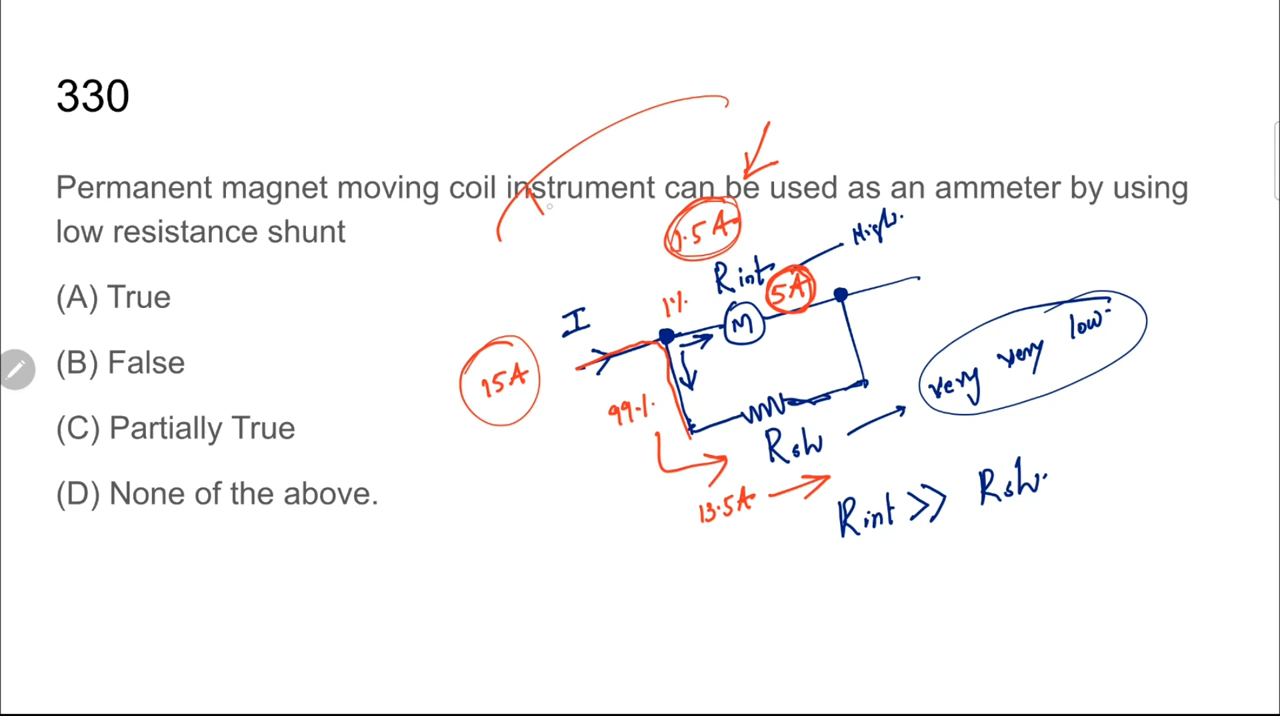 330
Permanent magnet moving coil instrument can be used as an ammeter by using
low resistance shunt
(A) True
(B) False
(C) Partially True
(D) None of the above.
1.5A
High.
Rint
5A
1%
I
M
15A
very very low
99%
Rsh
13.5A
Rint >> Rsh.